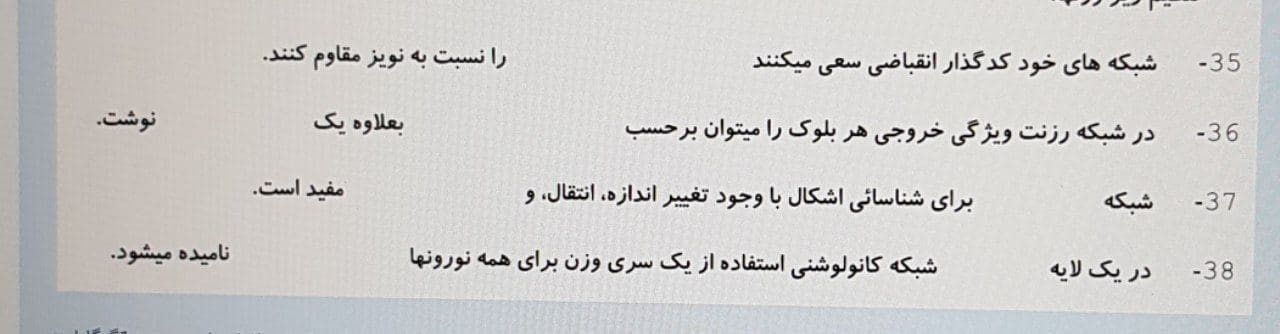 35- شبکه های خود کدگذار انقباضی سعی میکنند را نسبت به نویز مقاوم کنند.
36- در شبکه رزنت ویژگی خروجی هر بلوک را میتوان برحسب بعلاوه یک نوشت.
37- شبکه برای شناسائی اشکال با وجود تغییر اندازه، انتقال، و مفید است.
38- در یک لایه شبکه کانولوشنی استفاده از یک سری وزن برای همه نورونها نامیده میشود.